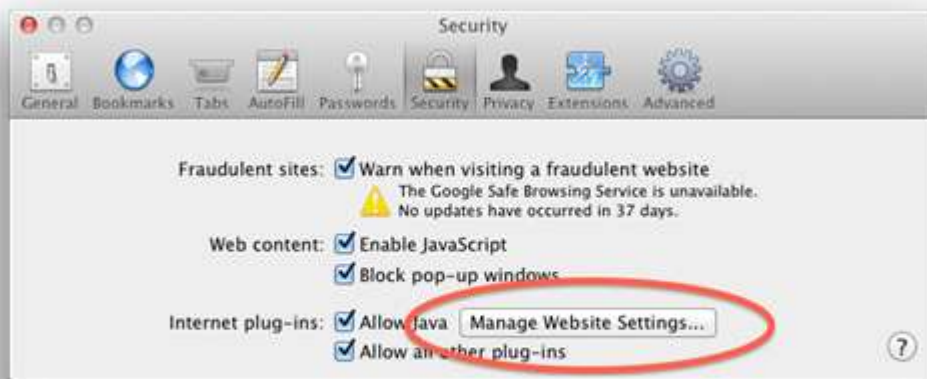 Security
General Bookmarks Tabs AutoFill Passwords Security Privacy Extensions Advanced
Fraudulent sites: Warn when visiting a fraudulent website
The Google Safe Browsing Service is unavailable.
No updates have occurred in 37 days.
Web content: Enable JavaScript
Block pop-up windows
Internet plug-ins: Allow Java Manage Website Settings...
Allow all other plug-ins
?